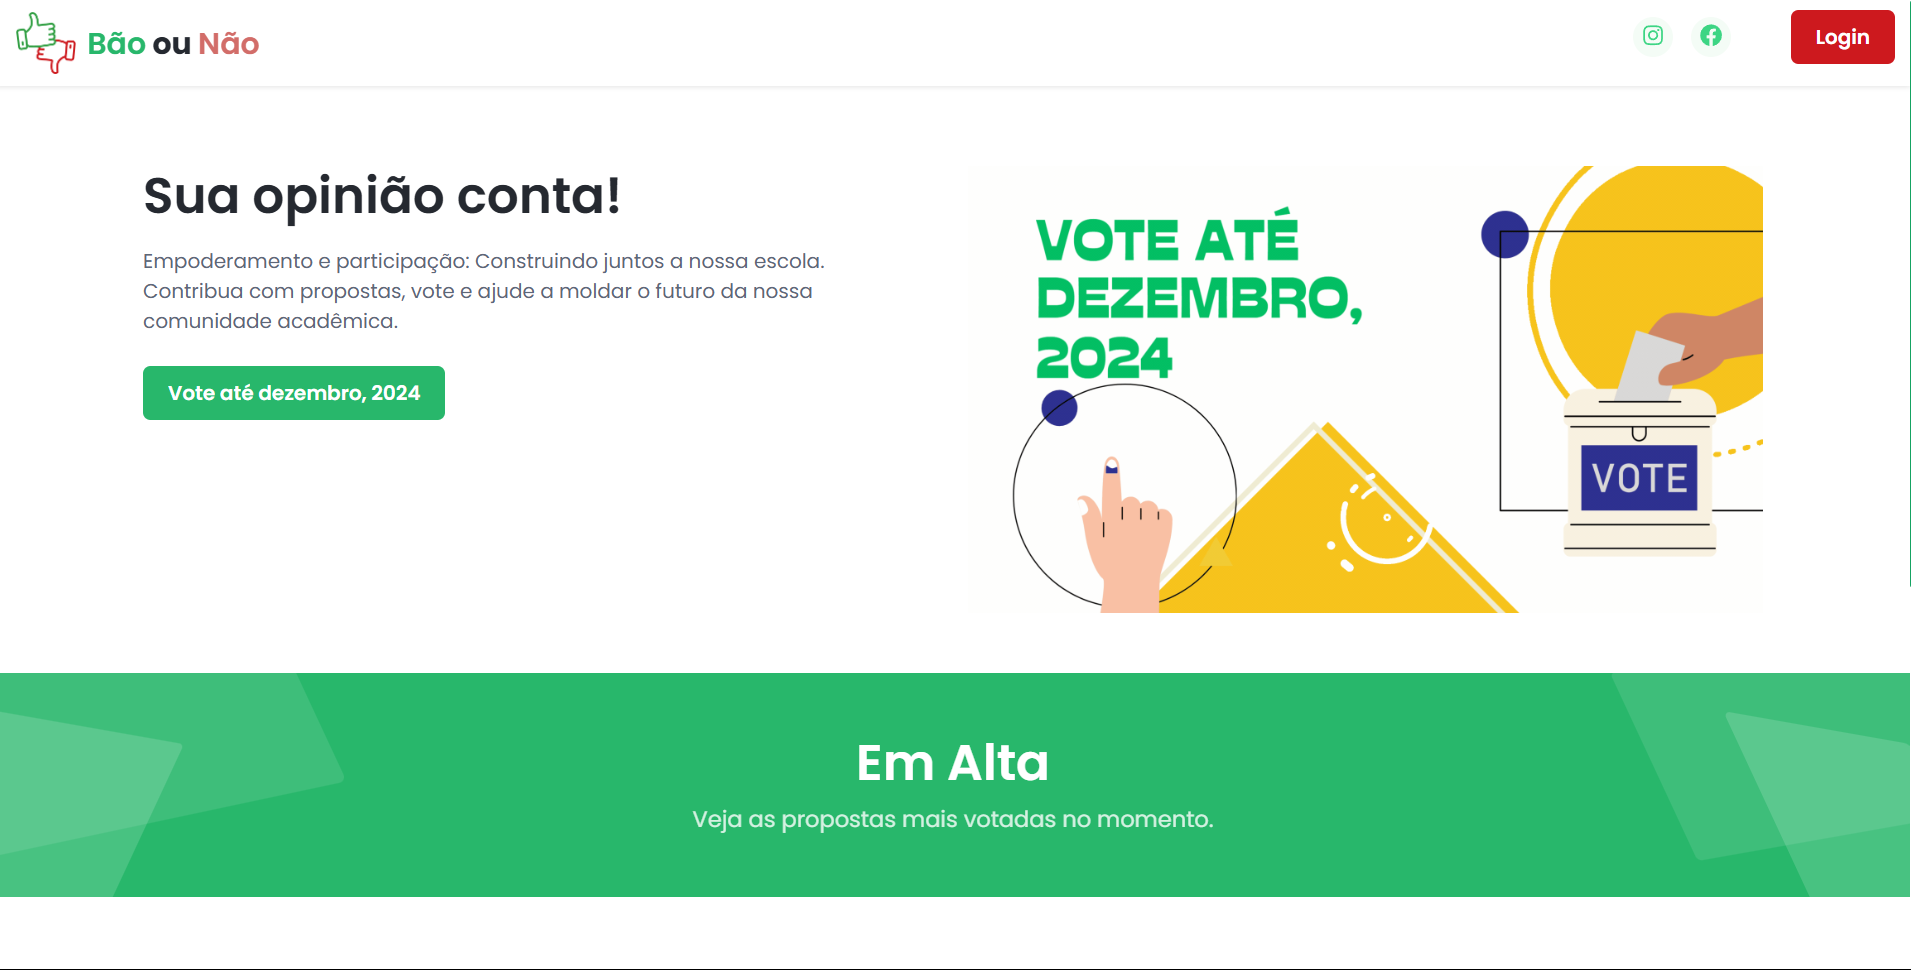 Bão ou Não
Login
Sua opinião conta!
Empoderamento e participação: Construindo juntos a nossa escola.
Contribua com propostas, vote e ajude a moldar o futuro da nossa
comunidade acadêmica.
Vote até dezembro, 2024
VOTE ATÉ
DEZEMBRO,
2024
VOTE
Em Alta
Veja as propostas mais votadas no momento.